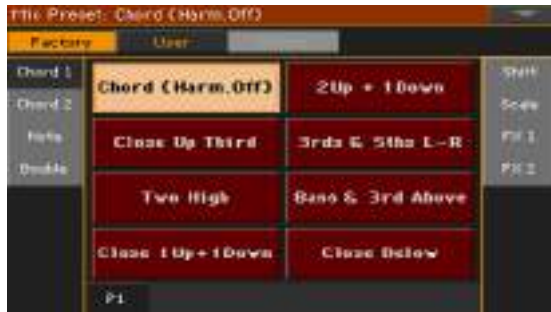 Mic Preset: Chord (Harm.Off)
Factory User
Chord 1
Chord 2
Note
Double
Chord (Harm.Off) 2Up + 1Down
Close Up Third 3rds & 5ths L-R
Two High Bass & 3rd Above
Close 1Up+1Down Close Below
Shift
Scale
FX 1
FX 2
P1